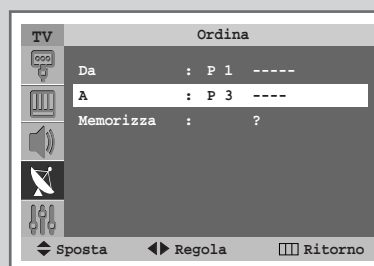 TV Ordina
Da : P 1 -----
A : P 3 ----
Memorizza : ?
Sposta Regola Ritorno